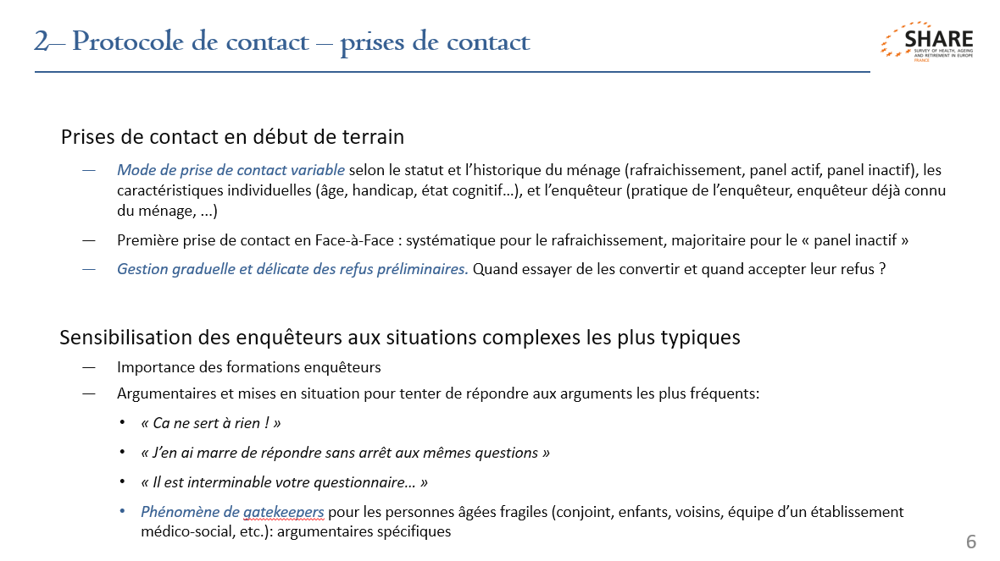 2– Protocole de contact – prises de contact
SHARE
SURVEY OF HEALTH, AGEING
AND RETIREMENT IN EUROPE
FRANCE
Prises de contact en début de terrain
— Mode de prise de contact variable selon le statut et l’historique du ménage (rafraichissement, panel actif, panel inactif), les
caractéristiques individuelles (âge, handicap, état cognitif…), et l’enquêteur (pratique de l’enquêteur, enquêteur déjà connu
du ménage, ...)
— Première prise de contact en Face-à-Face : systématique pour le rafraichissement, majoritaire pour le « panel inactif »
— Gestion graduelle et délicate des refus préliminaires. Quand essayer de les convertir et quand accepter leur refus ?
Sensibilisation des enquêteurs aux situations complexes les plus typiques
— Importance des formations enquêteurs
— Argumentaires et mises en situation pour tenter de répondre aux arguments les plus fréquents:
• « Ca ne sert à rien ! »
• « J’en ai marre de répondre sans arrêt aux mêmes questions »
• « Il est interminable votre questionnaire… »
• Phénomène de gatekeepers pour les personnes âgées fragiles (conjoint, enfants, voisins, équipe d’un établissement
médico-social, etc.): argumentaires spécifiques
6